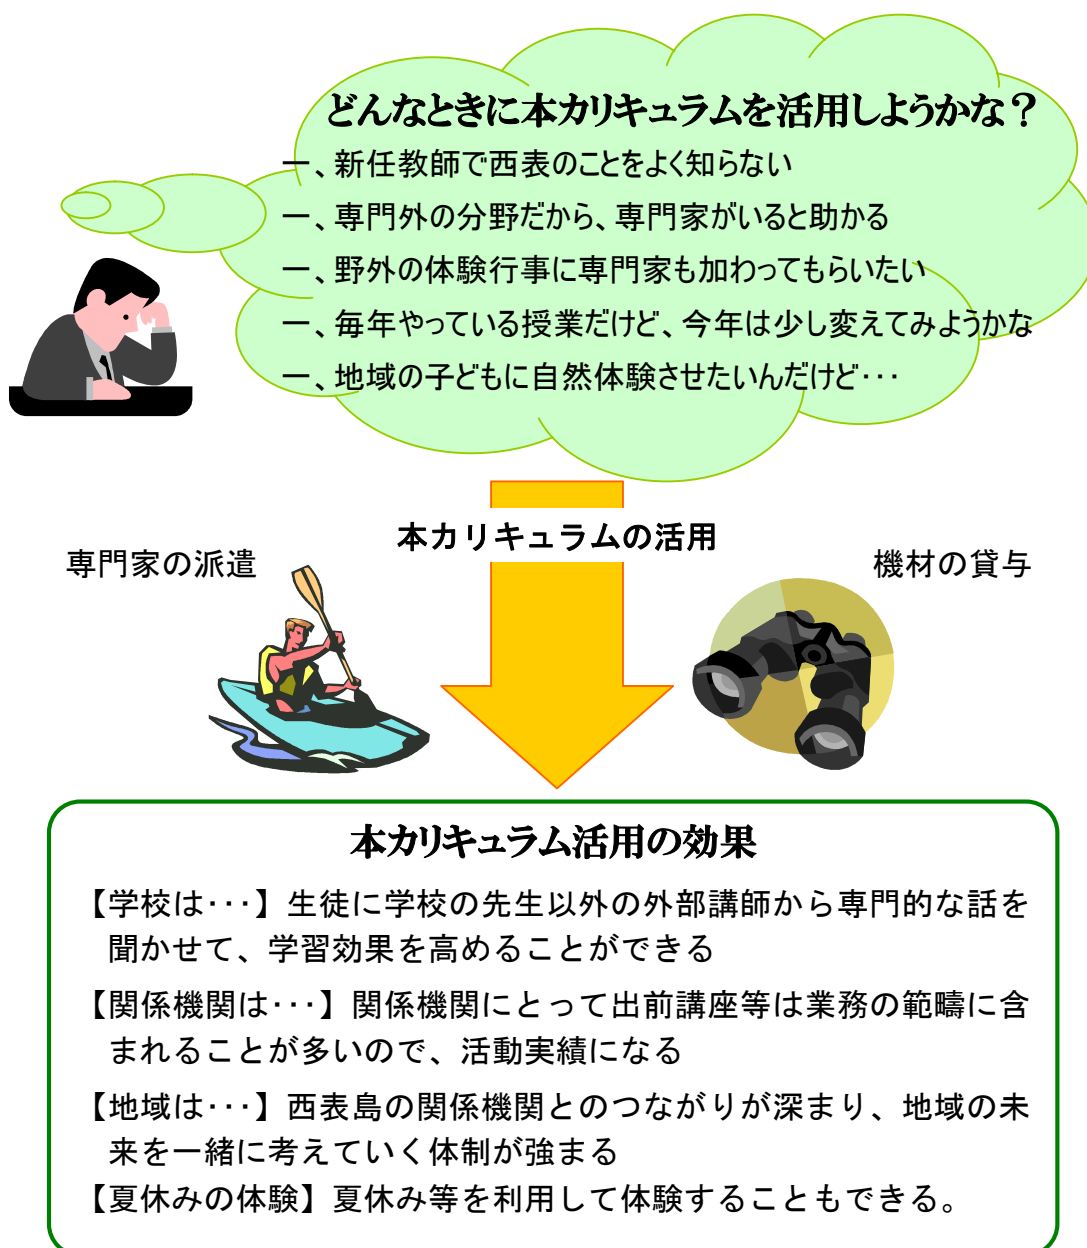 どんなときに本カリキュラムを活用しようかな？
一、新任教師で西表のことをよく知らない
一、専門外の分野だから、専門家がいると助かる
一、野外の体験行事に専門家も加わってもらいたい
一、毎年やっている授業だけど、今年は少し変えてみようかな
一、地域の子どもに自然体験させたいんだけど･･･
本カリキュラムの活用
専門家の派遣
機材の貸与
本カリキュラム活用の効果
【学校は･･･】生徒に学校の先生以外の外部講師から専門的な話を
聞かせて、学習効果を高めることができる
【関係機関は･･･】関係機関にとって出前講座等は業務の範疇に含
まれることが多いので、活動実績になる
【地域は･･･】西表島の関係機関とのつながりが深まり、地域の未
来を一緒に考えていく体制が強まる
【夏休みの体験】夏休み等を利用して体験することもできる。